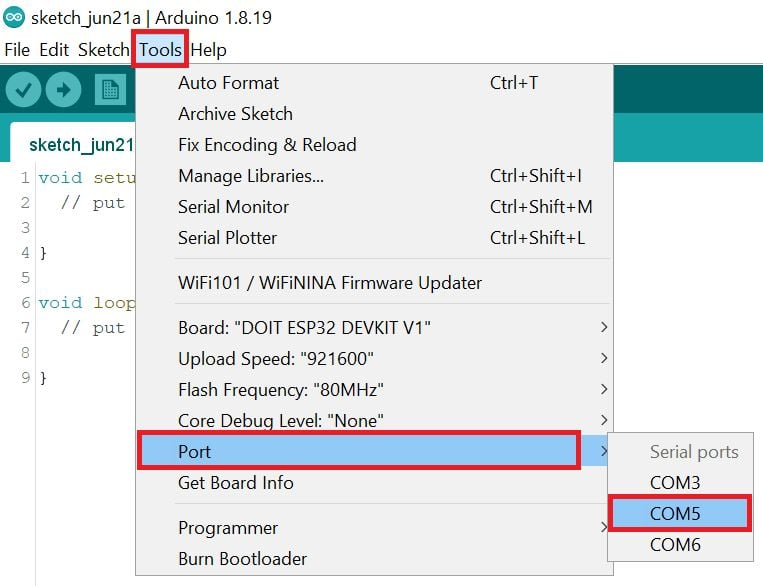 sketch_jun21a | Arduino 1.8.19
File Edit Sketch Tools Help
sketch_jun21
1 void setu
2 // put
3
4 }
5
6 void loop
7 // put
8
9 }
Auto Format Ctrl+T
Archive Sketch
Fix Encoding & Reload
Manage Libraries... Ctrl+Shift+I
Serial Monitor Ctrl+Shift+M
Serial Plotter Ctrl+Shift+L
WiFi101 / WiFiNINA Firmware Updater
Board: "DOIT ESP32 DEVKIT V1"
Upload Speed: "921600"
Flash Frequency: "80MHz"
Core Debug Level: "None"
Port
Get Board Info
Programmer
Burn Bootloader
Serial ports
COM3
COM5
COM6